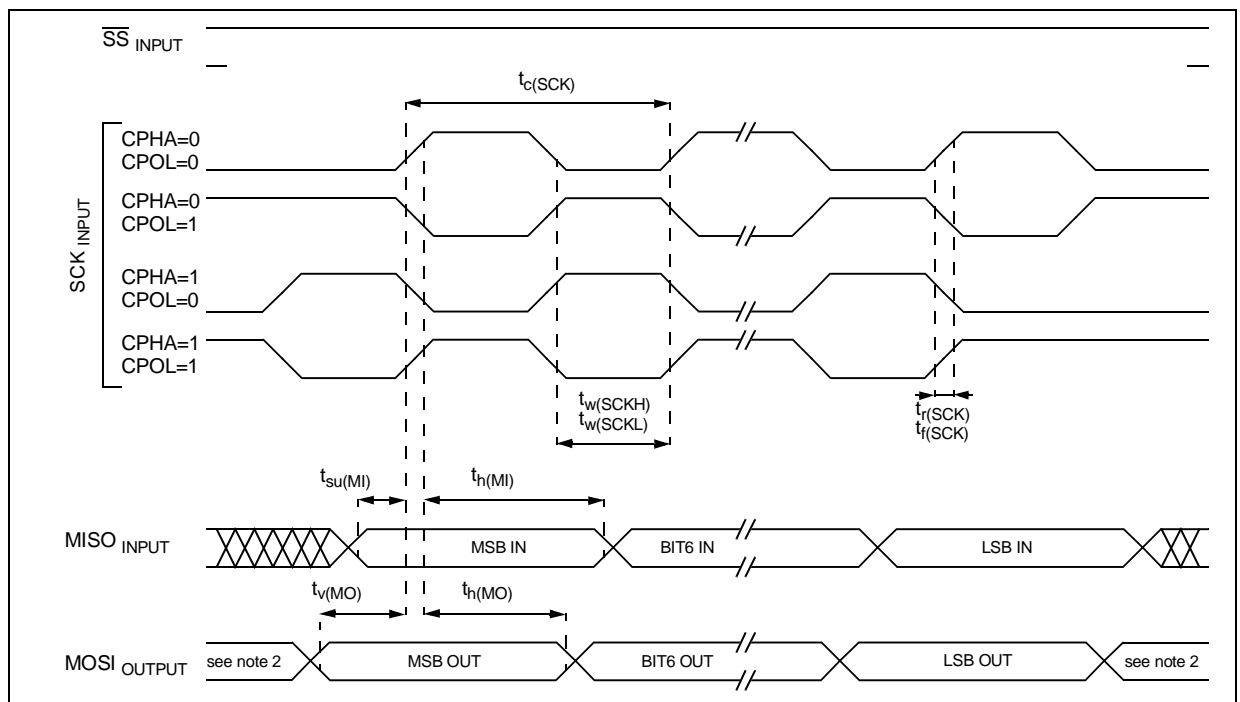 SS INPUT
tc(SCK)
SCK INPUT
CPHA=0
CPOL=0
CPHA=0
CPOL=1
CPHA=1
CPOL=0
CPHA=1
CPOL=1
tw(SCKH)
tw(SCKL)
tr(SCK)
tf(SCK)
tsu(MI)
th(MI)
MISO INPUT
MSB IN
BIT6 IN
LSB IN
tv(MO)
th(MO)
MOSI OUTPUT
see note 2
MSB OUT
BIT6 OUT
LSB OUT
see note 2